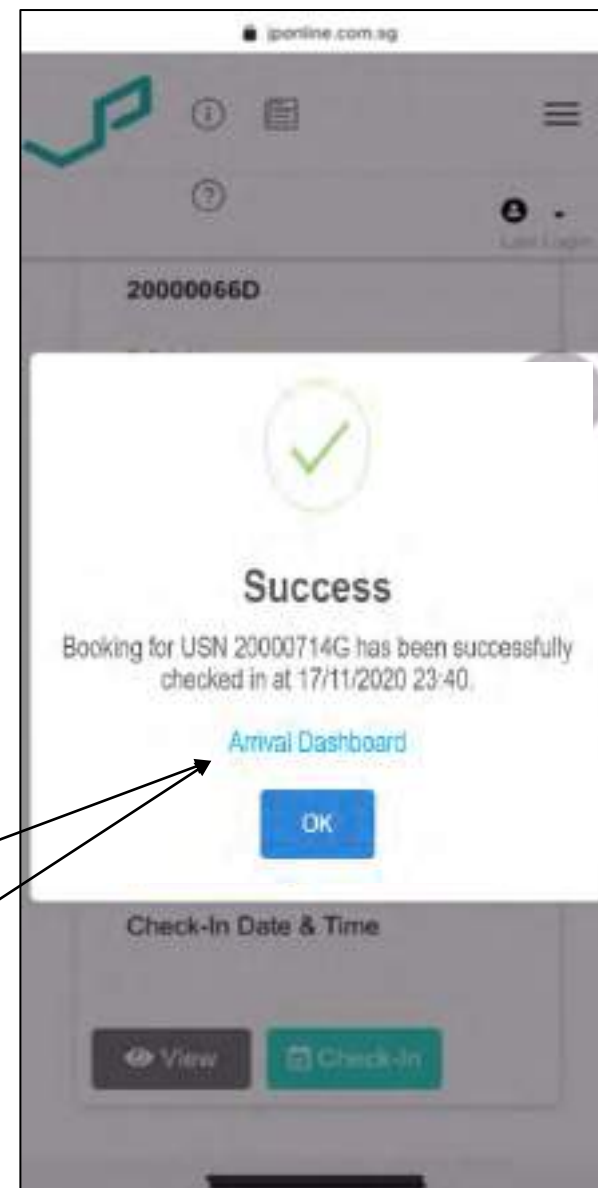 jponline.com.sg
20000066D
Success
Booking for USN 20000714G has been successfully
checked in at 17/11/2020 23:40.
Arrival Dashboard
OK
Check-In Date & Time
View
Check-In